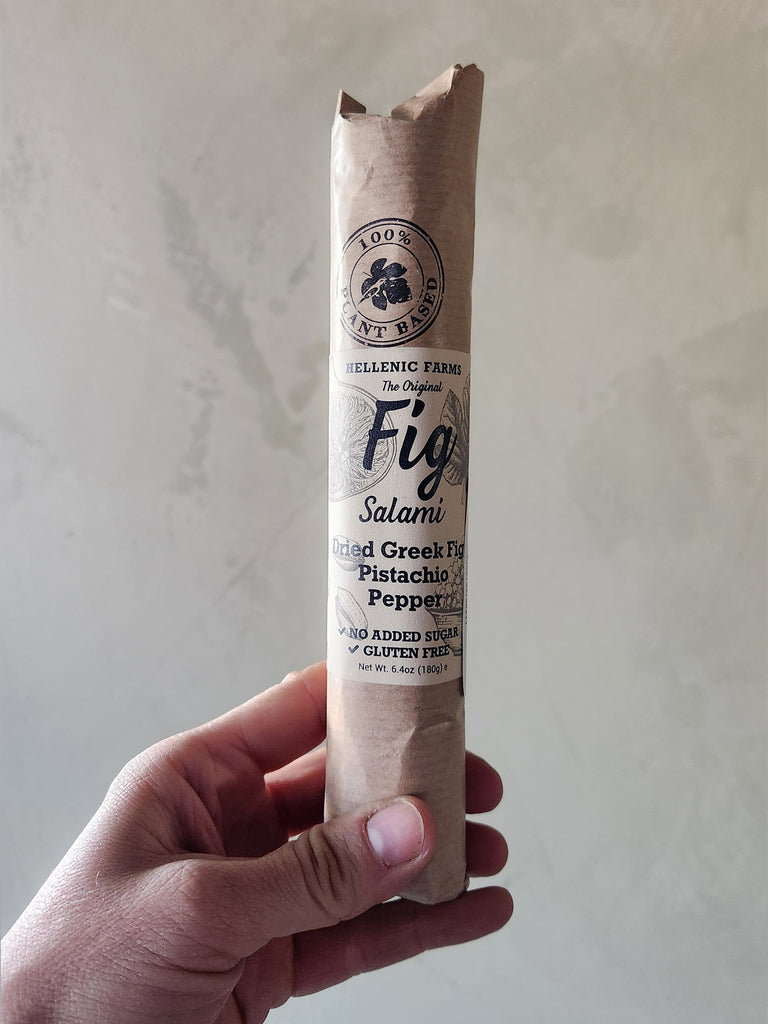 100%
PLANT BASED
HELLENIC FARMS
The Original
Fig
Salami
Dried Greek Fig
Pistachio
Pepper
✓ NO ADDED SUGAR
✓ GLUTEN FREE
Net Wt. 6.4oz (180g) e